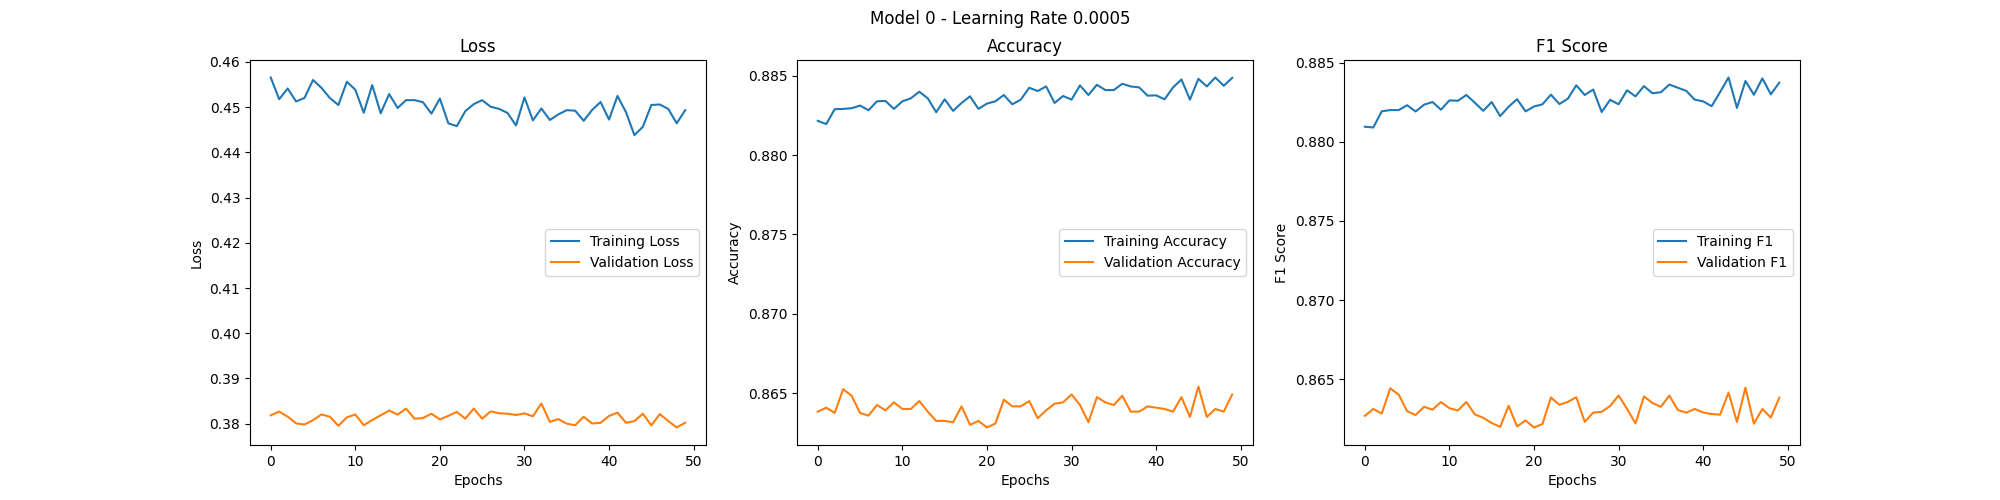 Model 0 - Learning Rate 0.0005
Loss
0.46
0.45
0.44
0.43
0.42
0.41
0.40
0.39
0.38
Loss
Training Loss
Validation Loss
0 10 20 30 40 50
Epochs
Accuracy
0.885
0.880
0.875
0.870
0.865
Accuracy
Training Accuracy
Validation Accuracy
0 10 20 30 40 50
Epochs
F1 Score
0.885
0.880
0.875
0.870
0.865
F1 Score
Training F1
Validation F1
0 10 20 30 40 50
Epochs